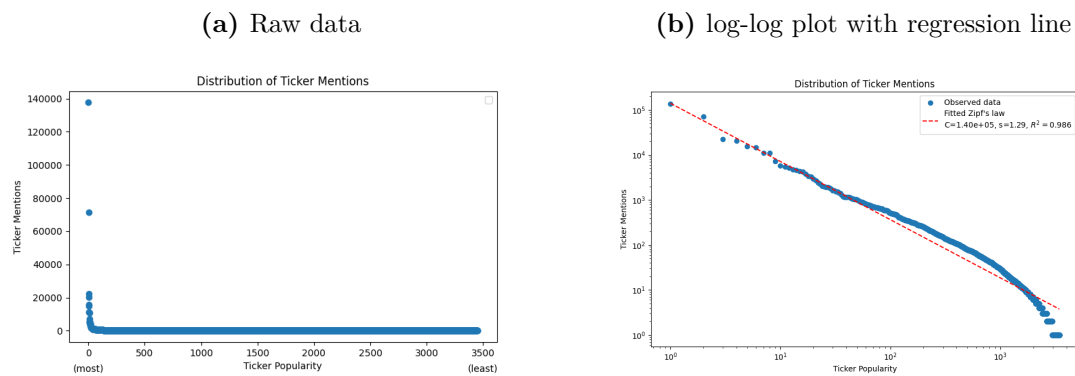 (a) Raw data
(b) log-log plot with regression line
Distribution of Ticker Mentions
140000
120000
100000
80000
60000
40000
20000
0
Ticker Mentions
0
500
1000
1500
2000
2500
3000
3500
(most)
Ticker Popularity
(least)
Distribution of Ticker Mentions
Observed data
Fitted Zipf's law
C=1.40e+05, s=1.29, R² = 0.986
10⁵
10⁴
10³
10²
10¹
10⁰
Ticker Mentions
10⁰
10¹
10²
10³
Ticker Popularity